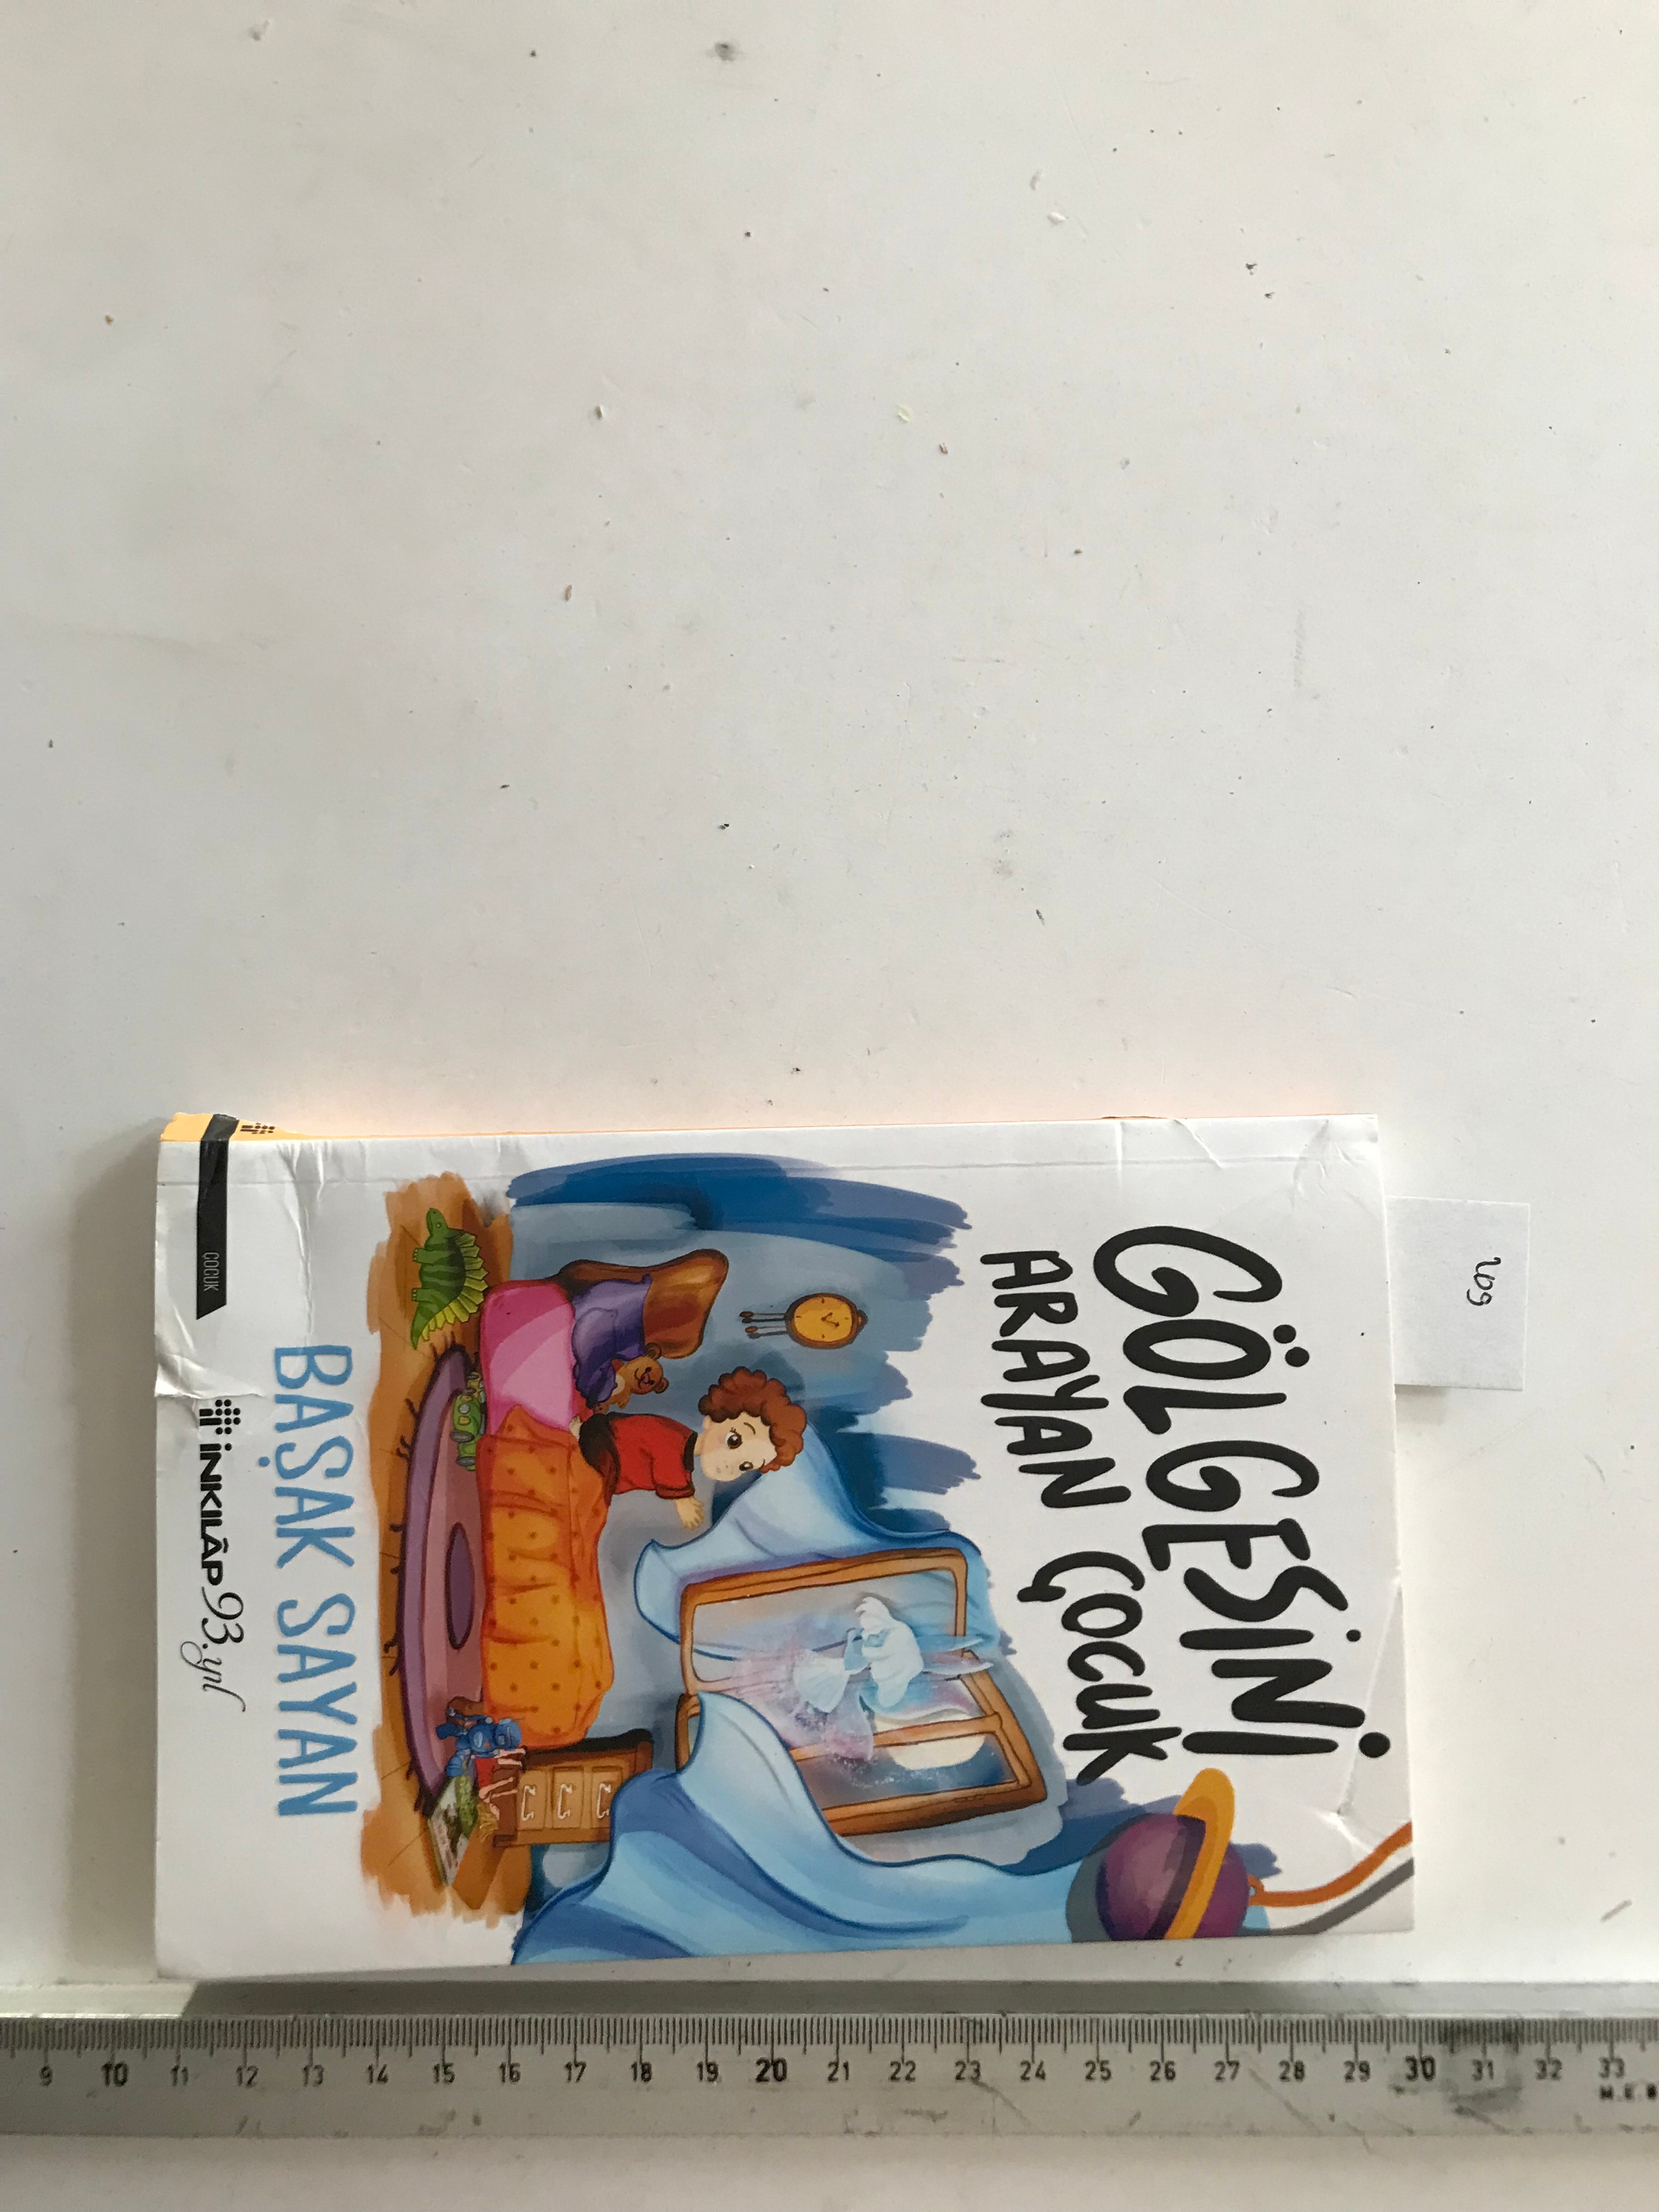 GÖLGESİNİ
ARAYAN ÇOCUK
BAŞAK SAYAN
ÇOCUK
İNKILÂP 93.yıl
209
9 10 11 12 13 14 15 16 17 18 19 20 21 22 23 24 25 26 27 28 29 30 31 32 33
M.E.B